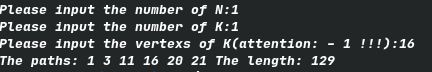 Please input the number of N:1
Please input the number of K:1
Please input the vertexs of K(attention: - 1 !!!):16
The paths: 1 3 11 16 20 21 The length: 129